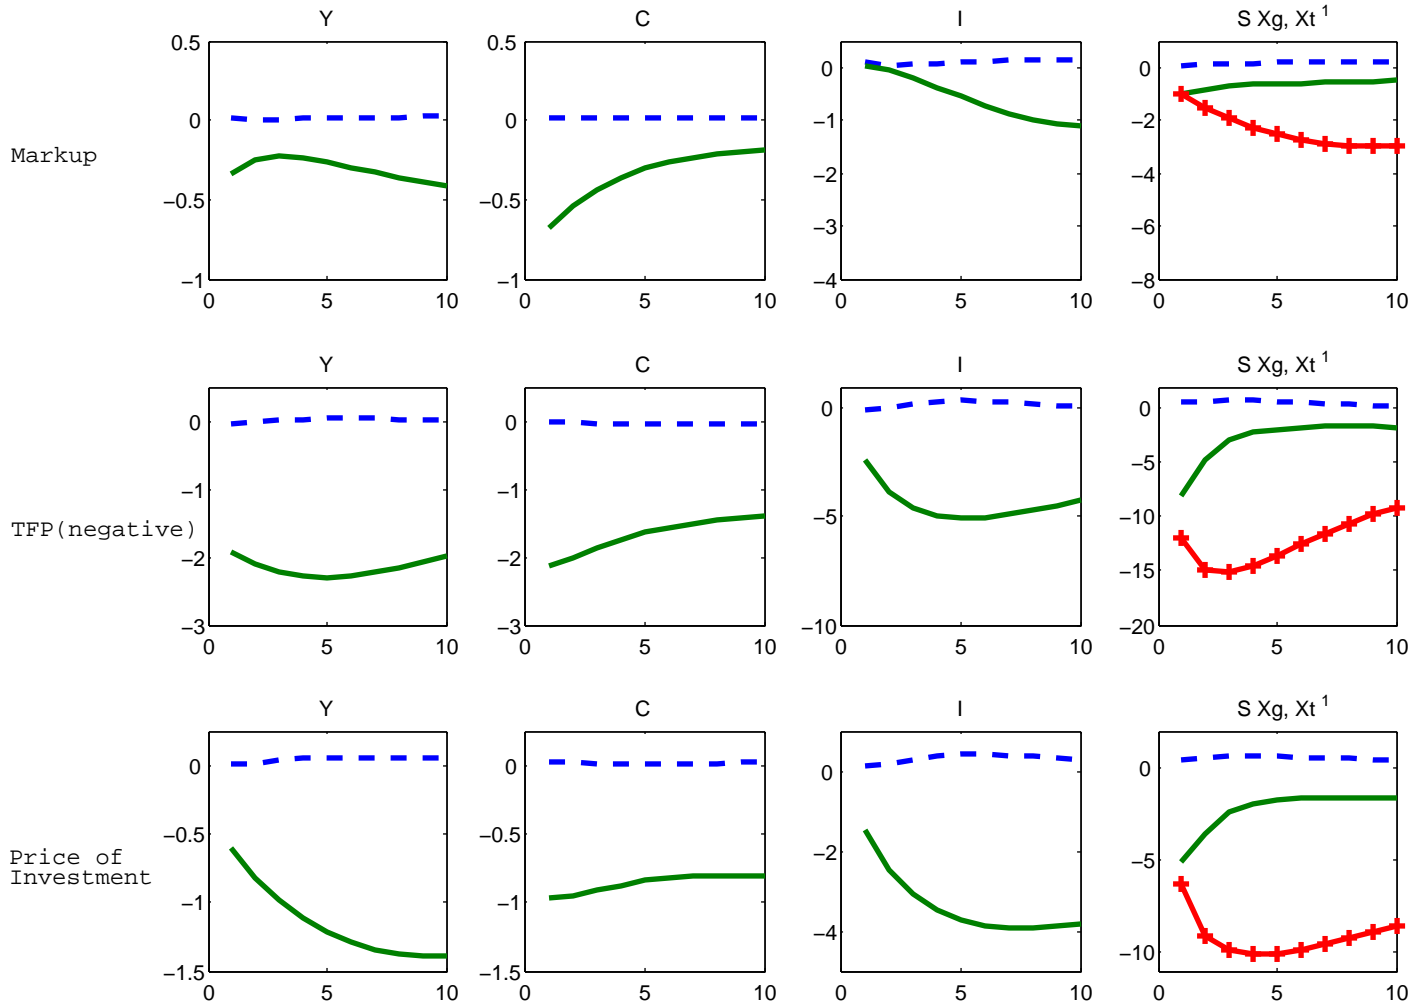 Y C I S Xg, Xt 1
0.5 0.5 0 0
0 0 −1 −2
Markup
−0.5 −0.5 −2 −4
−3 −6
−1 −1 −4 −8
0 5 10 0 5 10 0 5 10 0 5 10
Y C I S Xg, Xt 1
0 0 0 0
−1 −1 −5 −5
TFP(negative)
−2 −2 −10
−15
−3 −3 −10 −20
0 5 10 0 5 10 0 5 10 0 5 10
Y C I S Xg, Xt 1
0 0 0 0
−0.5 −0.5 −2 −5
Price of
Investment
−1 −1 −4 −10
−1.5 −1.5
0 5 10 0 5 10 0 5 10 0 5 10